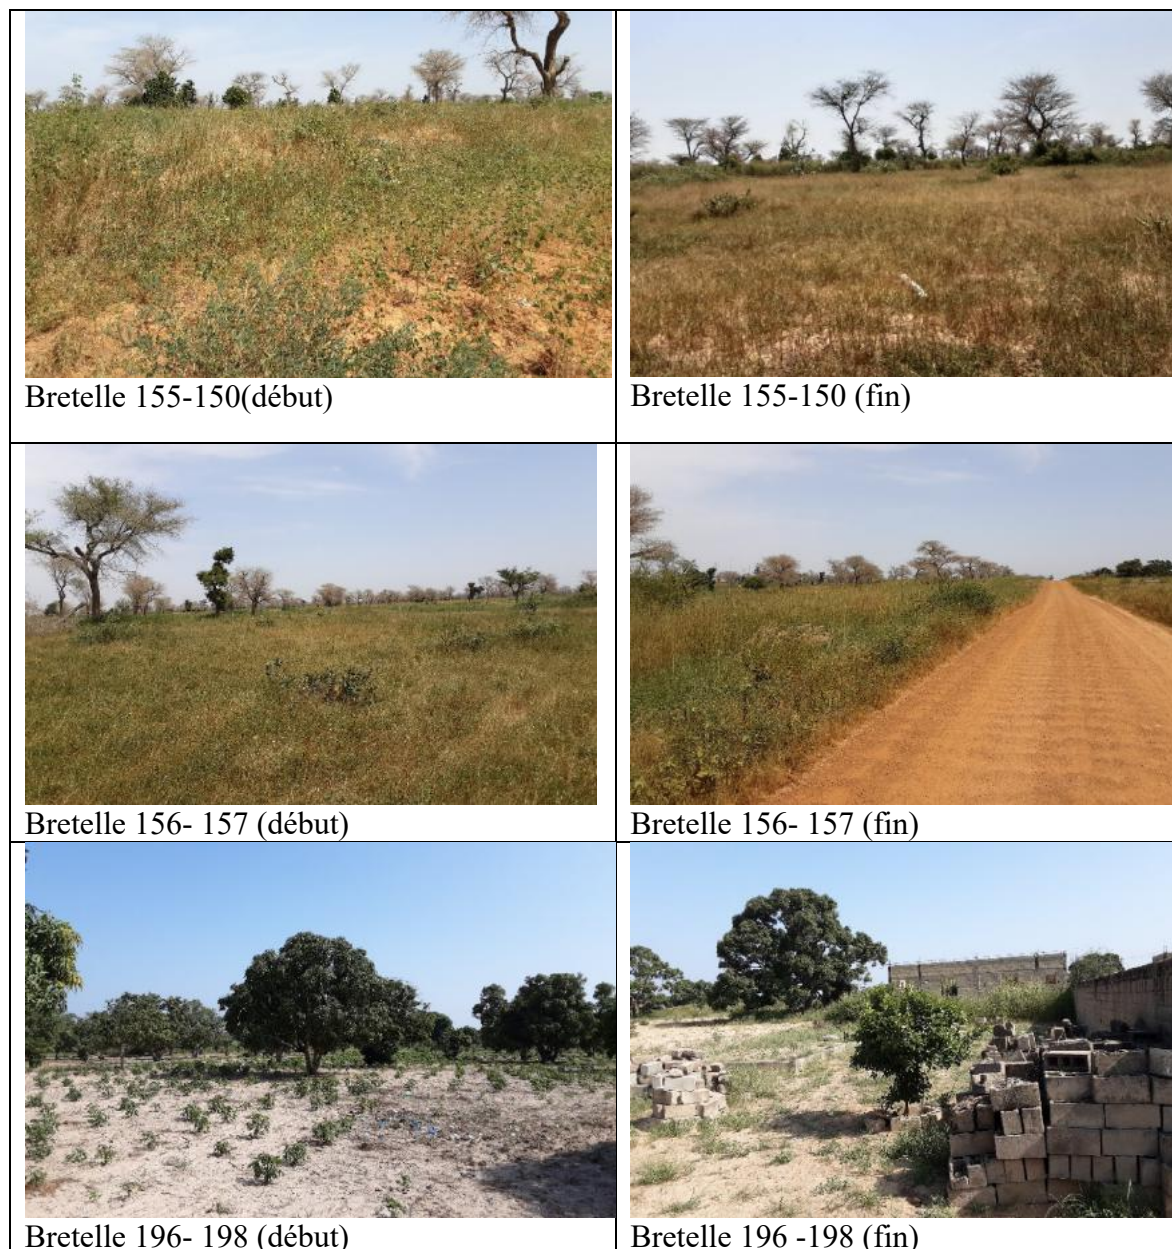 Bretelle 155-150(début)
Bretelle 155-150 (fin)
Bretelle 156- 157 (début)
Bretelle 156- 157 (fin)
Bretelle 196- 198 (début)
Bretelle 196 -198 (fin)